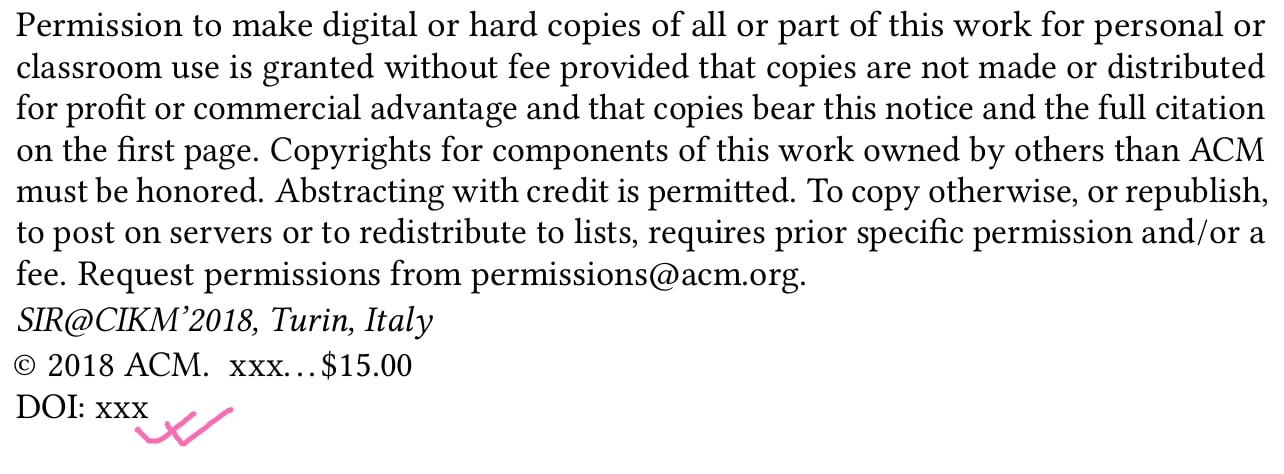 Permission to make digital or hard copies of all or part of this work for personal or
classroom use is granted without fee provided that copies are not made or distributed
for profit or commercial advantage and that copies bear this notice and the full citation
on the first page. Copyrights for components of this work owned by others than ACM
must be honored. Abstracting with credit is permitted. To copy otherwise, or republish,
to post on servers or to redistribute to lists, requires prior specific permission and/or a
fee. Request permissions from permissions@acm.org.
SIR@CIKM’2018, Turin, Italy
© 2018 ACM. xxx...$15.00
DOI: xxx